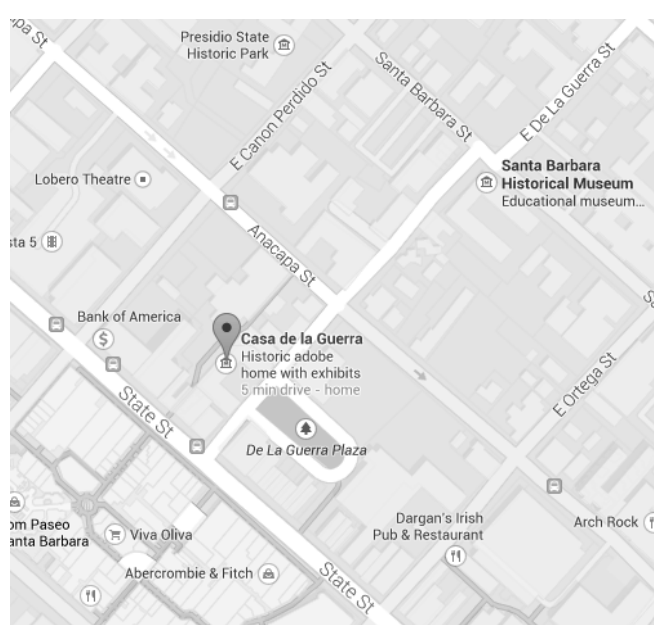 Presidio State
Historic Park
Santa Barbara St
E De La Guerra St
E Canon Perdido St
Santa Barbara
Historical Museum
Educational museum...
Lobero Theatre
Anacapa St
Bank of America
$
Casa de la Guerra
Historic adobe
home with exhibits
5 min drive - home
E Ortega St
State St
De La Guerra Plaza
Dargan's Irish
Pub & Restaurant
Arch Rock
Paseo
Barbara
Viva Oliva
Abercrombie & Fitch
State St